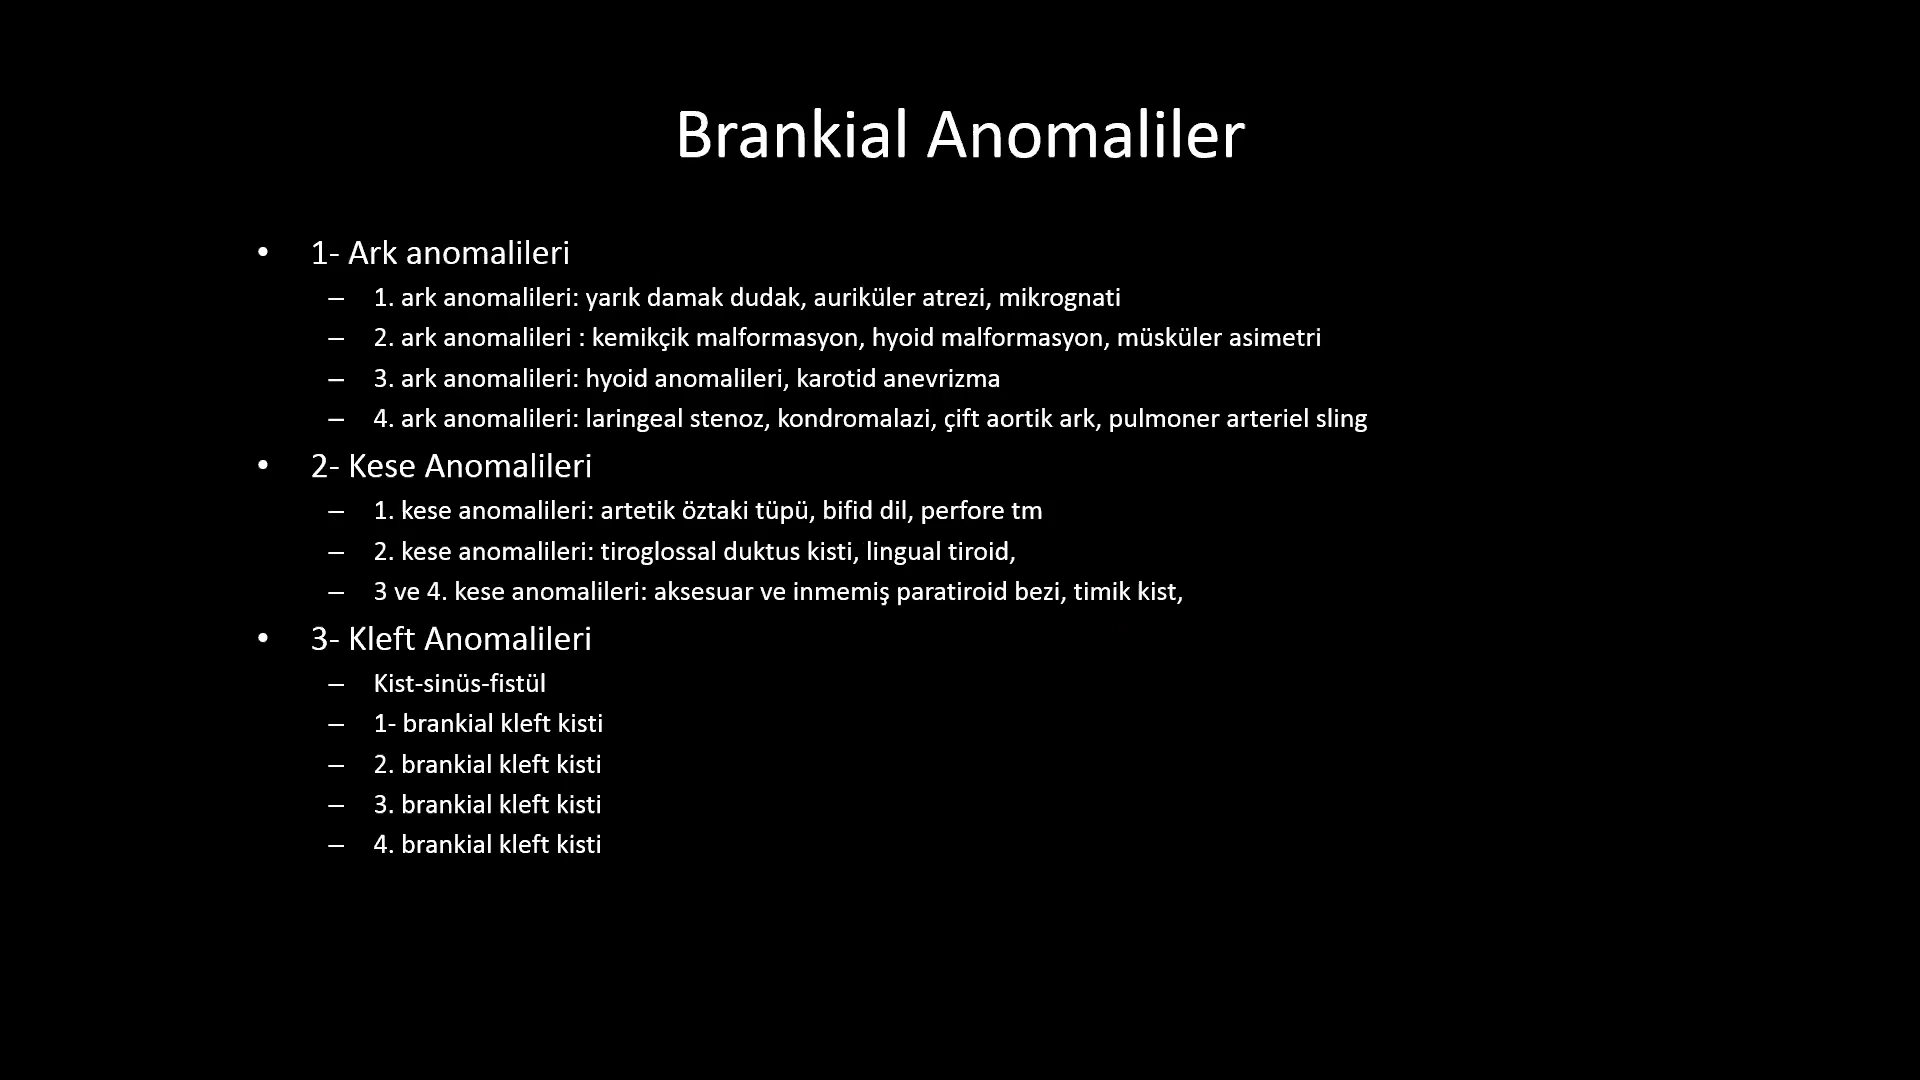 Brankial Anomaliler
• 1- Ark anomalileri
– 1. ark anomalileri: yarık damak dudak, auriküler atrezi, mikrognati
– 2. ark anomalileri : kemikçik malformasyon, hyoid malformasyon, müsküler asimetri
– 3. ark anomalileri: hyoid anomalileri, karotid anevrizma
– 4. ark anomalileri: laringeal stenoz, kondromalazi, çift aortik ark, pulmoner arteriel sling
• 2- Kese Anomalileri
– 1. kese anomalileri: artetik öztaki tüpü, bifid dil, perfore tm
– 2. kese anomalileri: tiroglossal duktus kisti, lingual tiroid,
– 3 ve 4. kese anomalileri: aksesuar ve inmemiş paratiroid bezi, timik kist,
• 3- Kleft Anomalileri
– Kist-sinüs-fistül
– 1- brankial kleft kisti
– 2. brankial kleft kisti
– 3. brankial kleft kisti
– 4. brankial kleft kisti